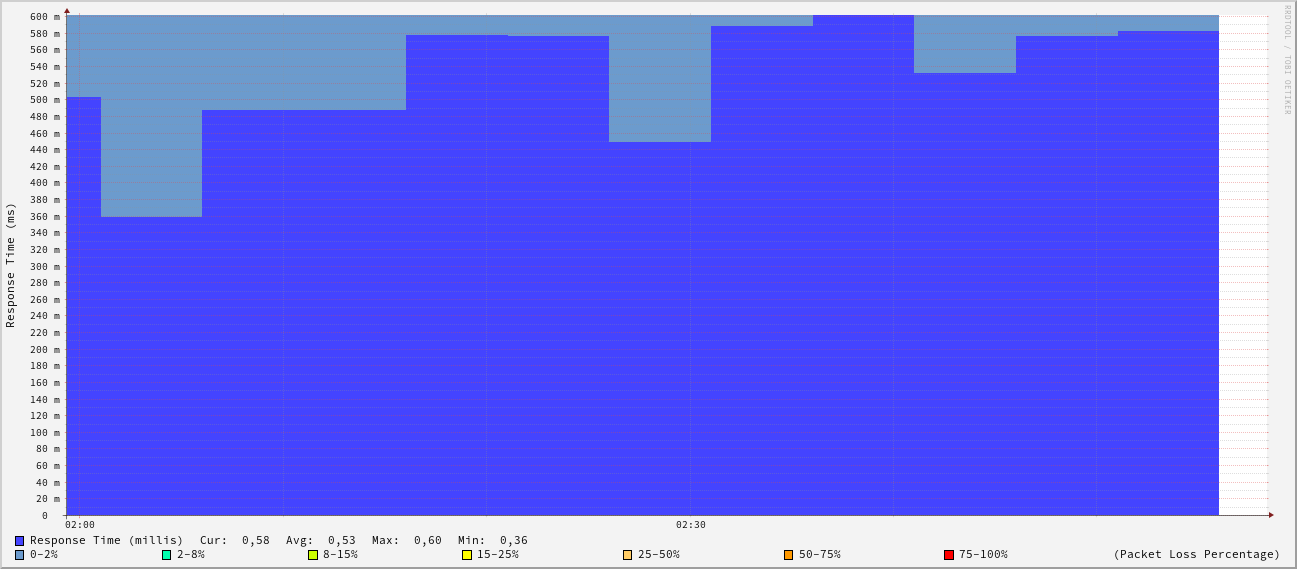 RRDTOOL / TOBI OETIKER
Response Time (ms)
600 m
580 m
560 m
540 m
520 m
500 m
480 m
460 m
440 m
420 m
400 m
380 m
360 m
340 m
320 m
300 m
280 m
260 m
240 m
220 m
200 m
180 m
160 m
140 m
120 m
100 m
80 m
60 m
40 m
20 m
0
02:00 02:30
Response Time (millis) Cur: 0,58 Avg: 0,53 Max: 0,60 Min: 0,36
0-2% 2-8% 8-15% 15-25% 25-50% 50-75% 75-100% (Packet Loss Percentage)